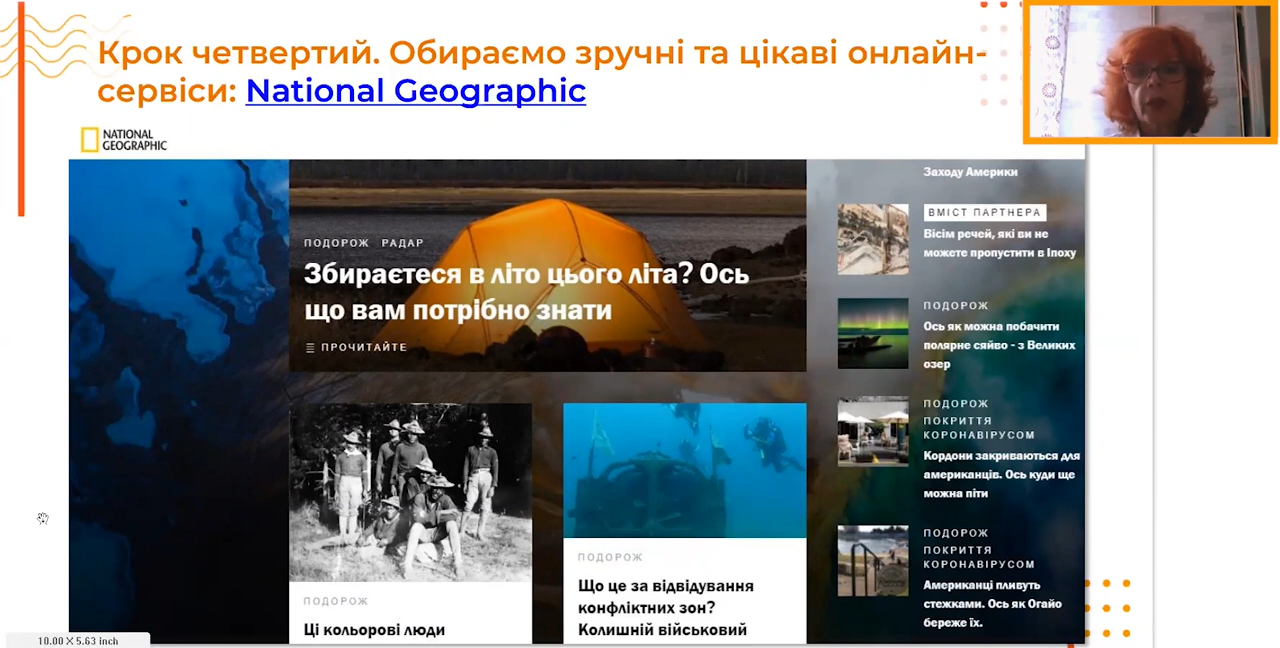 Крок четвертий. Обираємо зручні та цікаві онлайн-
сервіси: National Geographic
NATIONAL
GEOGRAPHIC
ПОДОРОЖ РАДАР
Збираєтеся в літо цього літа? Ось
що вам потрібно знати
ПРОЧИТАЙТЕ
ПОДОРОЖ
Ці кольорові люди
ПОДОРОЖ
Що це за відвідування
конфліктних зон?
Колишній військовий
Заходу Америки
ВМІСТ ПАРТНЕРА
Вісім речей, які ви не
можете пропустити в Іпоху
ПОДОРОЖ
Ось як можна побачити
полярне сяйво - з Великих
озер
ПОДОРОЖ
ПОКРИТТЯ
КОРОНАВІРУСОМ
Кордони закриваються для
американців. Ось куди ще
можна піти
ПОДОРОЖ
ПОКРИТТЯ
КОРОНАВІРУСОМ
Американці пливуть
стежками. Ось як Огайо
береже їх.
10.00 X 5.63 inch